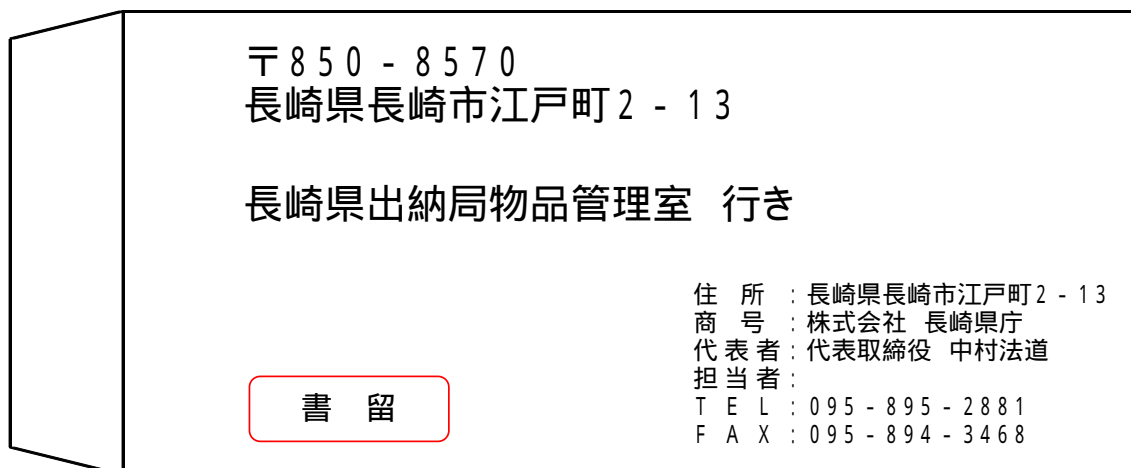 〒850-8570
長崎県長崎市江戸町2-13
長崎県出納局物品管理室 行き
住 所 : 長崎県長崎市江戸町2-13
商 号 : 株式会社 長崎県庁
代表者 : 代表取締役 中村法道
担当者 :
TEL : 095-895-2881
FAX : 095-894-3468
書 留